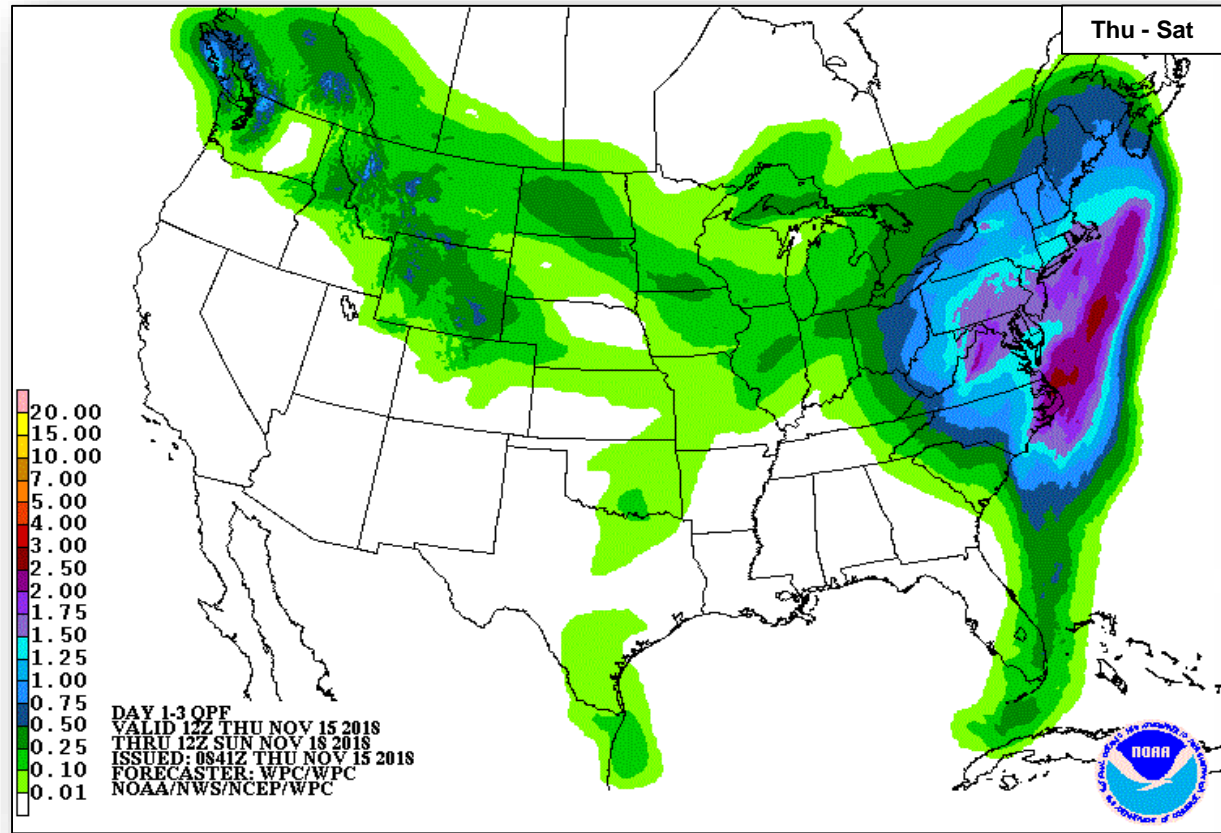 Thu - Sat
20.00
15.00
10.00
7.00
5.00
4.00
3.00
2.50
2.00
1.75
1.50
1.25
1.00
0.75
0.50
0.25
0.10
0.01
DAY 1-3 QPF
VALID 12Z THU NOV 15 2018
THRU 12Z SUN NOV 18 2018
ISSUED: 0841Z THU NOV 15 2018
FORECASTER: WPC/WPC
NOAA/NWS/NCEP/WPC
NOAA